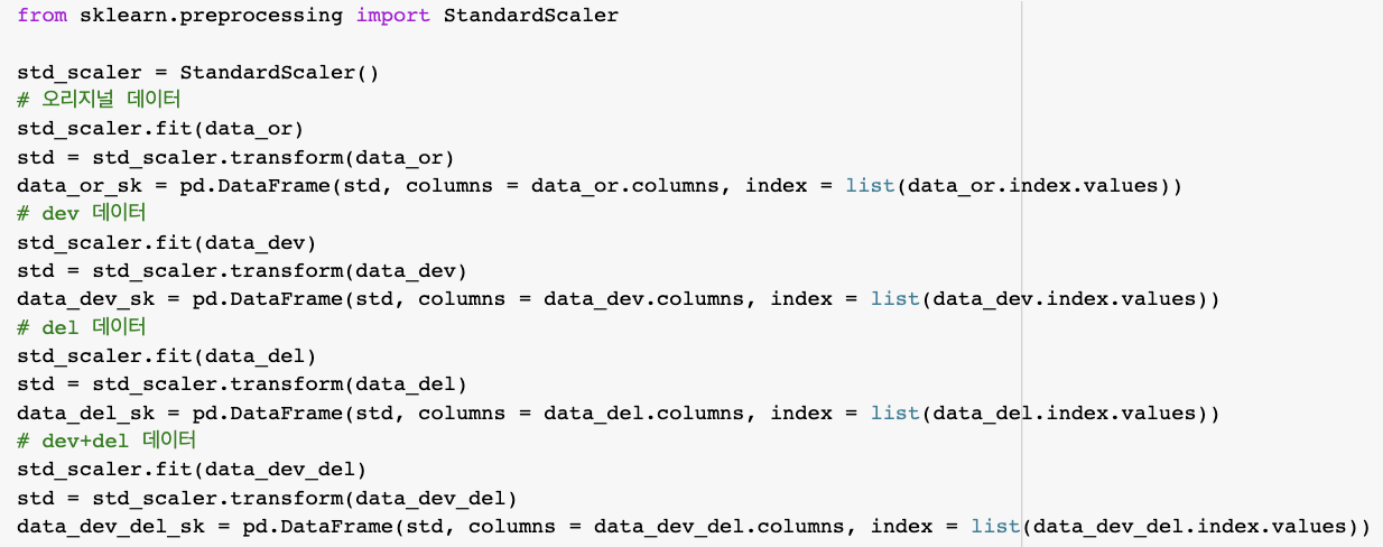 from sklearn.preprocessing import StandardScaler
std_scaler = StandardScaler()
# 오리지널 데이터
std_scaler.fit(data_or)
std = std_scaler.transform(data_or)
data_or_sk = pd.DataFrame(std, columns = data_or.columns, index = list(data_or.index.values))
# dev 데이터
std_scaler.fit(data_dev)
std = std_scaler.transform(data_dev)
data_dev_sk = pd.DataFrame(std, columns = data_dev.columns, index = list(data_dev.index.values))
# del 데이터
std_scaler.fit(data_del)
std = std_scaler.transform(data_del)
data_del_sk = pd.DataFrame(std, columns = data_del.columns, index = list(data_del.index.values))
# dev+del 데이터
std_scaler.fit(data_dev_del)
std = std_scaler.transform(data_dev_del)
data_dev_del_sk = pd.DataFrame(std, columns = data_dev_del.columns, index = list(data_dev_del.index.values))